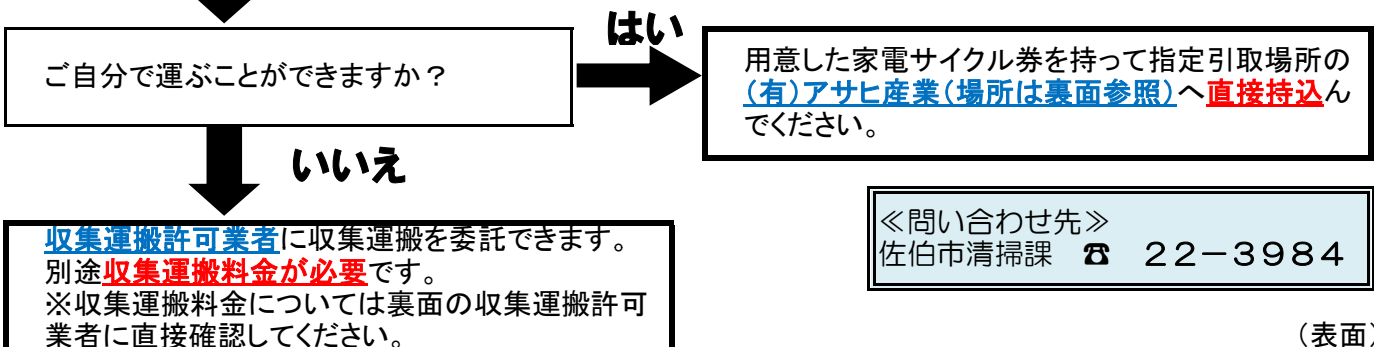 はい
ご自分で運ぶことができますか？
用意した家電サイクル券を持って指定引取場所の
(有)アサヒ産業(場所は裏面参照)へ直接持込ん
でください。
いいえ
収集運搬許可業者に収集運搬を委託できます。
別途収集運搬料金が必要です。
※収集運搬料金については裏面の収集運搬許可
業者に直接確認してください。
≪問い合わせ先≫
佐伯市清掃課　☎　２２－３９８４
(表面)